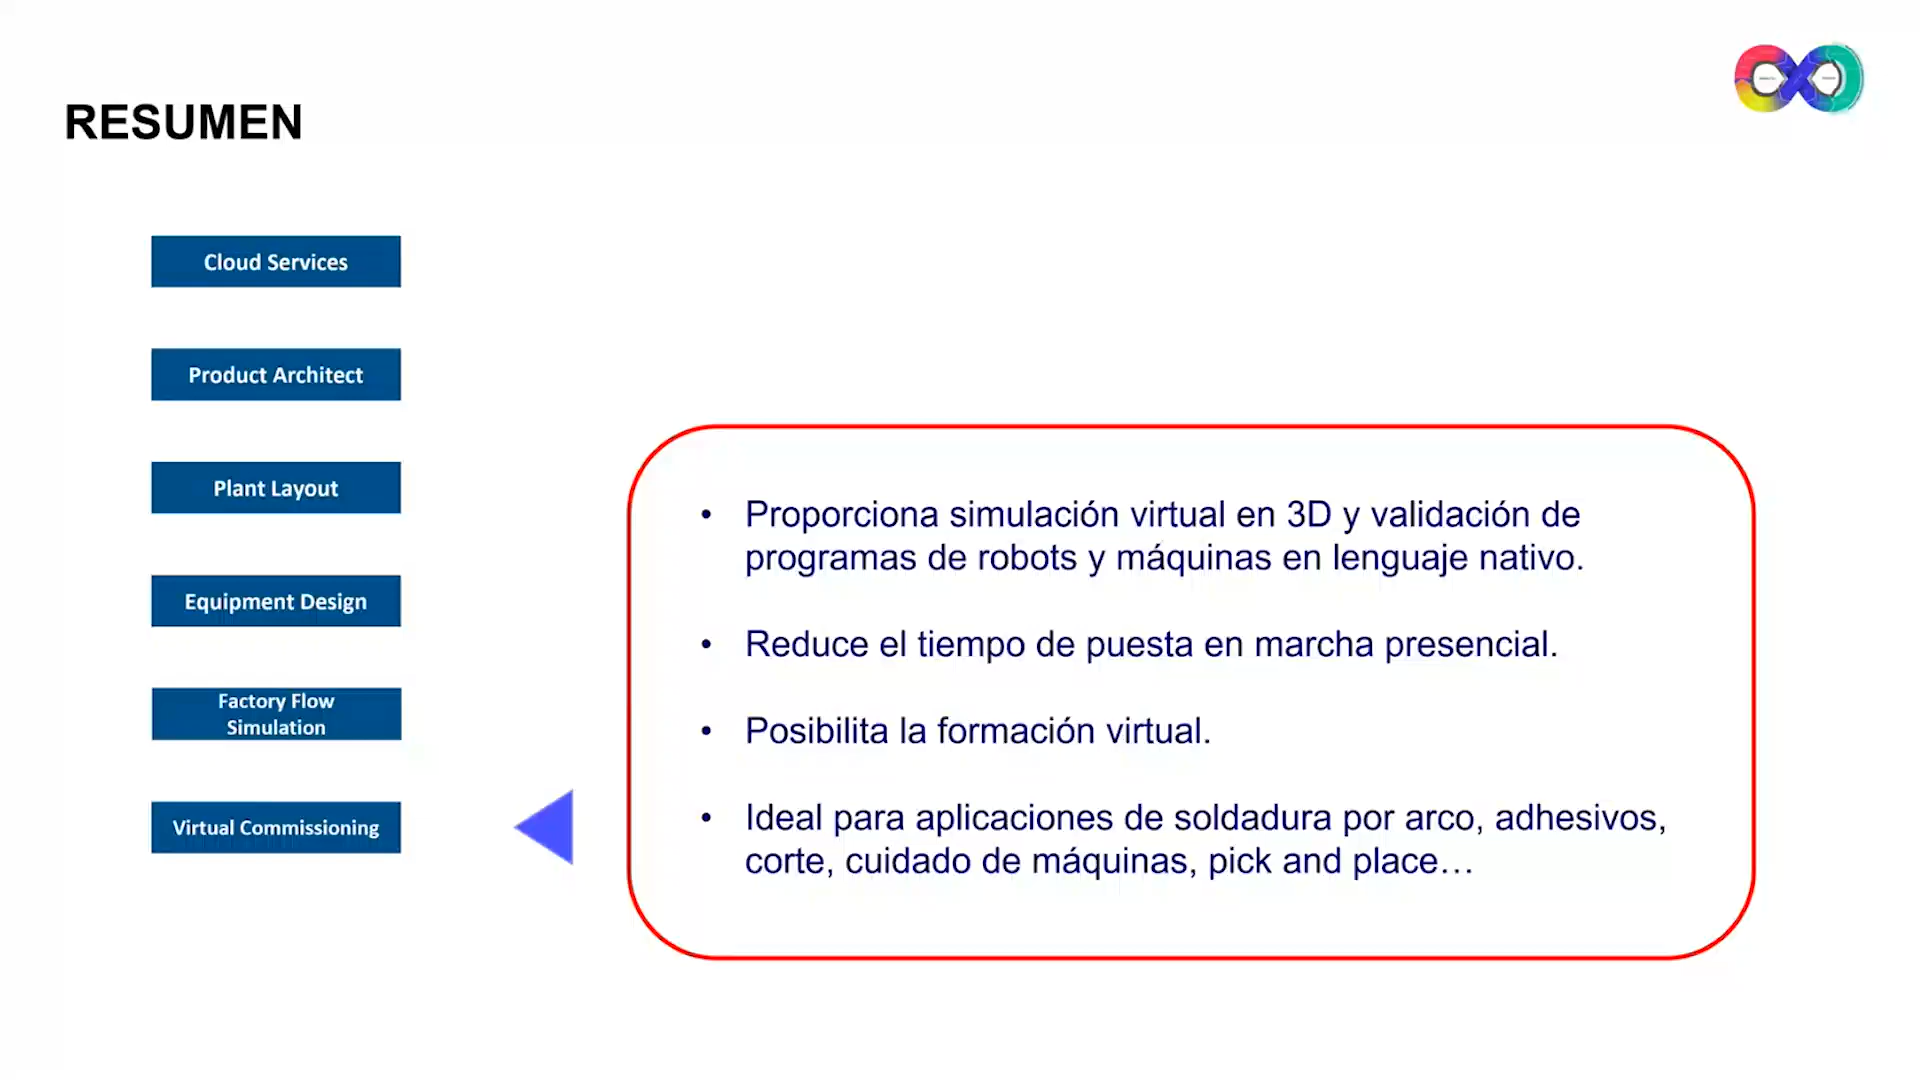 RESUMEN
Cloud Services
Product Architect
Plant Layout
Equipment Design
Factory Flow
Simulation
Virtual Commissioning
• Proporciona simulación virtual en 3D y validación de
programas de robots y máquinas en lenguaje nativo.
• Reduce el tiempo de puesta en marcha presencial.
• Posibilita la formación virtual.
• Ideal para aplicaciones de soldadura por arco, adhesivos,
corte, cuidado de máquinas, pick and place…